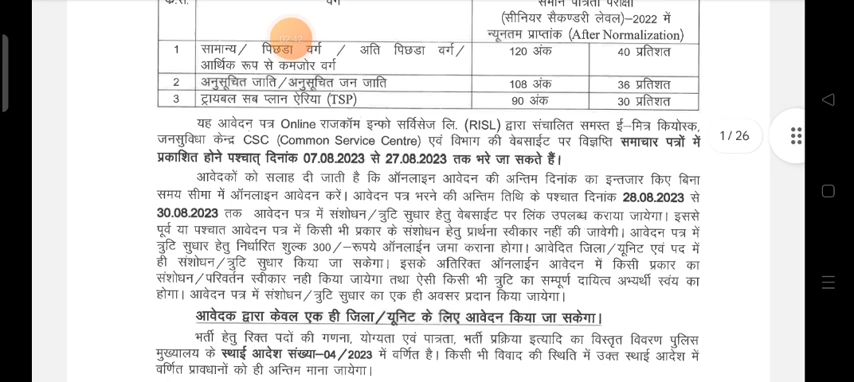 वर्ग
समान पात्रता परीक्षा
(सीनियर सैकण्डरी लेवल)–2022 में
न्यूनतम प्राप्तांक (After Normalization)
1 सामान्य/ पिछडा वर्ग / अति पिछडा वर्ग/ 120 अंक 40 प्रतिशत
आर्थिक रूप से कमजोर वर्ग
2 अनुसूचित जाति/अनुसूचित जन जाति 108 अंक 36 प्रतिशत
3 ट्रायबल सब प्लान ऐरिया (TSP) 90 अंक 30 प्रतिशत
यह आवेदन पत्र Online राजकॉम इन्फो सर्विसेज लि. (RISL) द्वारा संचालित समस्त ई–मित्र कियोस्क,
जनसुविधा केन्द्र CSC (Common Service Centre) एवं विभाग की वेबसाईट पर विज्ञप्ति समाचार पत्रों में
प्रकाशित होने पश्चात् दिनांक 07.08.2023 से 27.08.2023 तक भरे जा सकते हैं।
1 / 26
आवेदकों को सलाह दी जाती है कि ऑनलाइन आवेदन की अन्तिम दिनांक का इन्तजार किए बिना
समय सीमा में ऑनलाइन आवेदन करें। आवेदन पत्र भरने की अन्तिम तिथि के पश्चात दिनांक 28.08.2023 से
30.08.2023 तक आवेदन पत्र में संशोधन/त्रुटि सुधार हेतु वेबसाईट पर लिंक उपलब्ध कराया जायेगा। इससे
पूर्व या पश्चात आवेदन पत्र में किसी भी प्रकार के संशोधन हेतु प्रार्थना स्वीकार नहीं की जावेगी। आवेदन पत्र में
त्रुटि सुधार हेतु निर्धारित शुल्क 300/–रूपये ऑनलाईन जमा कराना होगा। आवेदित जिला/यूनिट एवं पद में
ही संशोधन/त्रुटि सुधार किया जा सकेगा। इसके अतिरिक्त ऑनलाईन आवेदन में किसी प्रकार का
संशोधन/परिवर्तन स्वीकार नही किया जायेगा तथा ऐसी किसी भी त्रुटि का सम्पूर्ण दायित्व अभ्यर्थी स्वंय का
होगा। आवेदन पत्र में संशोधन/त्रुटि सुधार का एक ही अवसर प्रदान किया जायेगा।
आवेदक द्वारा केवल एक ही जिला/यूनिट के लिए आवेदन किया जा सकेगा।
भर्ती हेतु रिक्त पदों की गणना, योग्यता एवं पात्रता, भर्ती प्रक्रिया इत्यादि का विस्तृत विवरण पुलिस
मुख्यालय के स्थाई आदेश संख्या–04/2023 में वर्णित है। किसी भी विवाद की स्थिति में उक्त स्थाई आदेश में
वर्णित प्रावधानों को ही अन्तिम माना जायेगा।